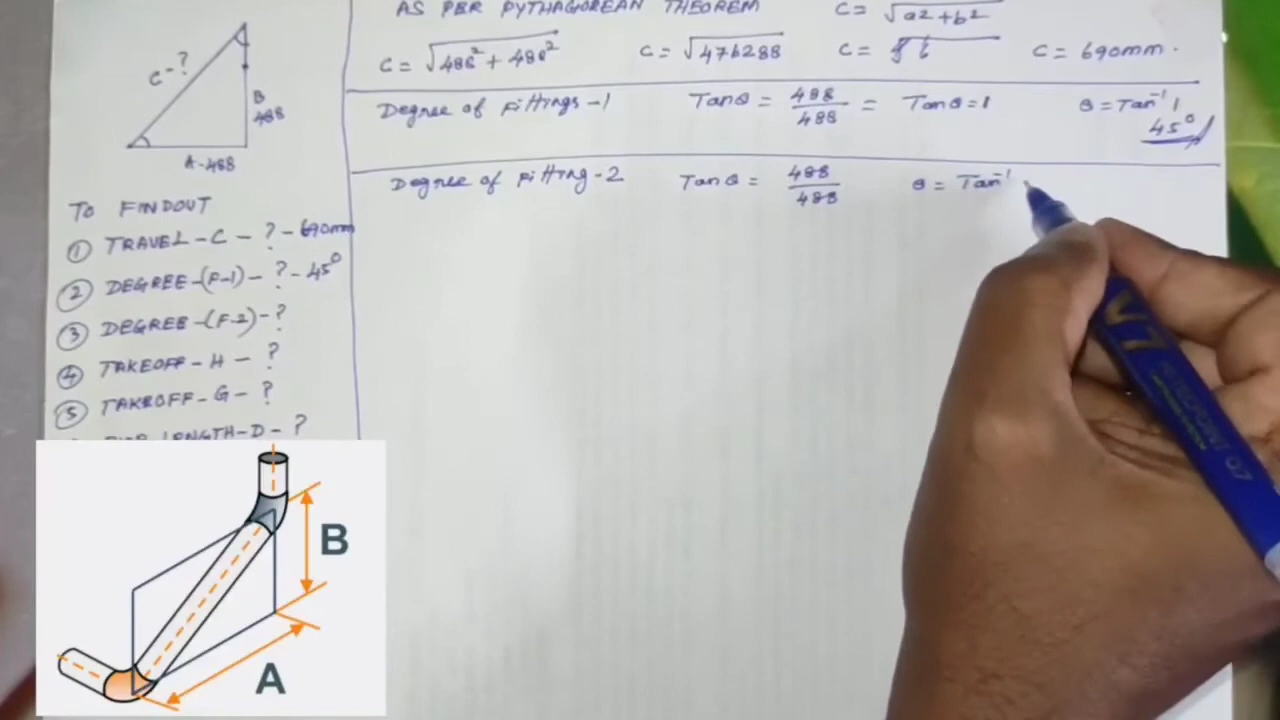 AS PER PYTHAGOREAN THEOREM C = √a2+b2
C = √488²+488² C = √476288 C = C = 690mm.
Degree of Fittings-1 Tanθ = 488/488 = Tanθ=1 θ = Tan⁻¹ 1
45°
Degree of Fitting-2 Tanθ = 488/488 θ = Tan⁻¹
C-?
B
488
A-488
TO FINDOUT
① TRAVEL-C-?-690mm
② DEGREE-(F-1)-?-45°
③ DEGREE-(F-2)-?
④ TAKEOFF-H-?
⑤ TAKEOFF-G-?
LENGTH-D-?
B
A
V7